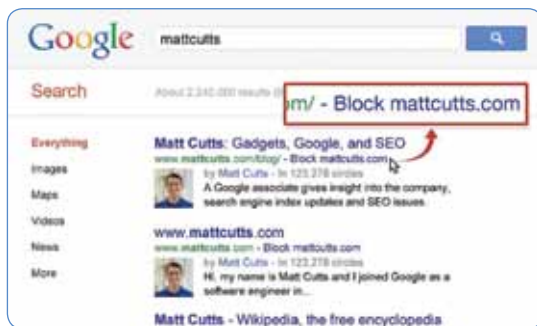 Google mattcutts
Search About 2,240,000 results
om/ - Block mattcutts.com
Everything
Images
Maps
Videos
News
More
Matt Cutts: Gadgets, Google, and SEO
www.mattcutts.com/blog/ - Block mattcutts.com
by Matt Cutts - In 123,278 circles
A Google associate gives insight into the company,
search engine index updates and SEO issues.
www.mattcutts.com
www.mattcutts.com - Block mattcutts.com
by Matt Cutts - In 123,278 circles
Hi, my name is Matt Cutts and I joined Google as a
software engineer in...
Matt Cutts - Wikipedia, the free encyclopedia